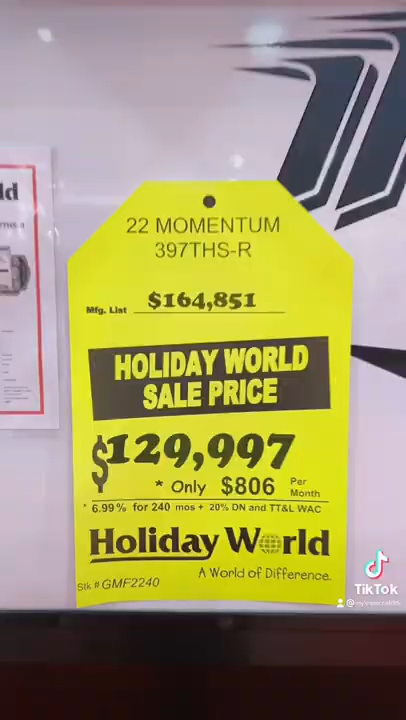 22 MOMENTUM
397THS-R
Mfg. List $164,851
HOLIDAY WORLD
SALE PRICE
$129,997
* Only $806 Per Month
* 6.99% for 240 mos + 20% DN and TT&L WAC
Holiday World
A World of Difference.
Stk # GMF2240
ld
TikTok